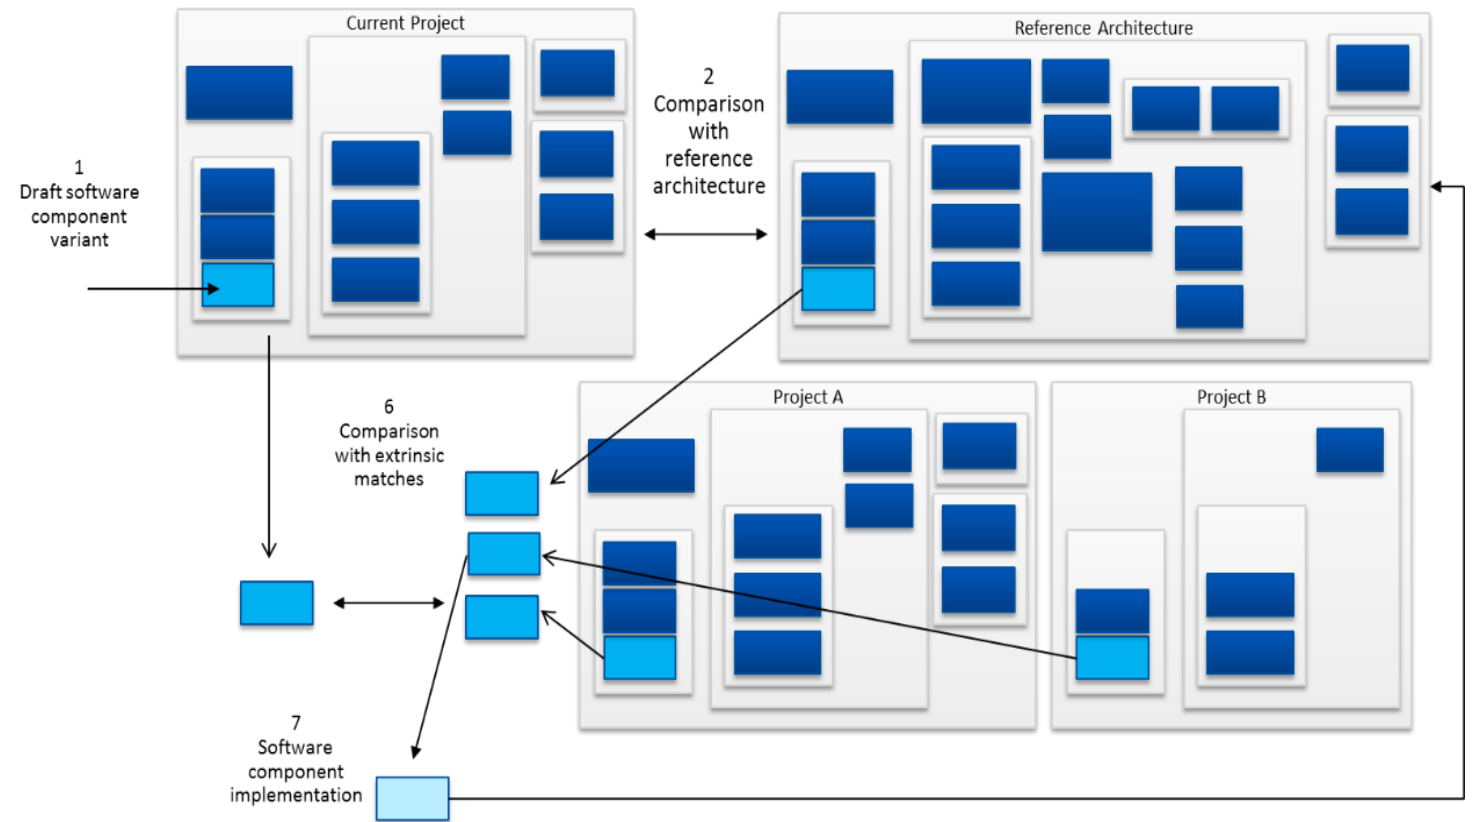 Current Project
Reference Architecture
1
Draft software
component
variant
2
Comparison
with
reference
architecture
Project A
Project B
6
Comparison
with extrinsic
matches
7
Software
component
implementation